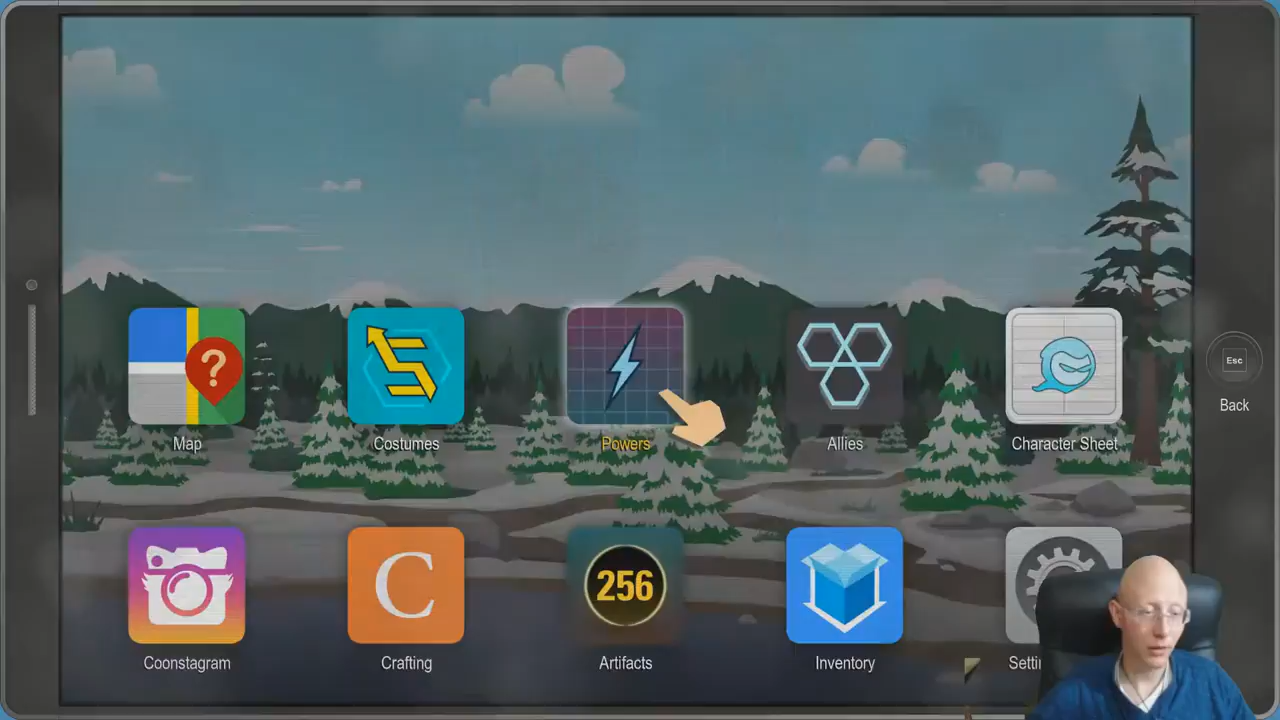 ?
Map
Costumes
Powers
Allies
Character Sheet
Esc
Back
C
256
Coonstagram
Crafting
Artifacts
Inventory